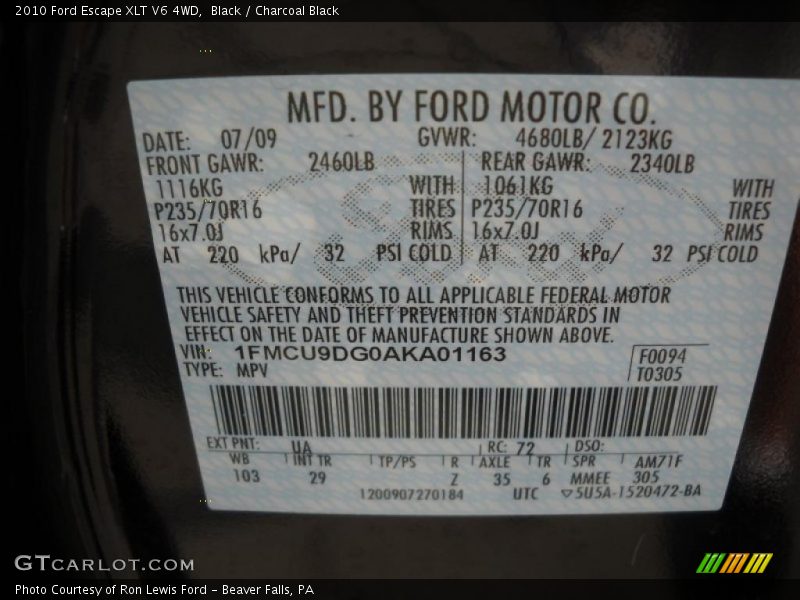 2010 Ford Escape XLT V6 4WD, Black / Charcoal Black
MFD. BY FORD MOTOR CO.
DATE: 07/09 GVWR: 4680LB/ 2123KG
FRONT GAWR: 2460LB REAR GAWR: 2340LB
1116KG WITH 1061KG WITH
P235/70R16 TIRES P235/70R16 TIRES
16x7.0J RIMS 16x7.0J RIMS
AT 220 kPa/ 32 PSI COLD AT 220 kPa/ 32 PSI COLD
THIS VEHICLE CONFORMS TO ALL APPLICABLE FEDERAL MOTOR
VEHICLE SAFETY AND THEFT PREVENTION STANDARDS IN
EFFECT ON THE DATE OF MANUFACTURE SHOWN ABOVE.
VIN: 1FMCU9DG0AKA01163 F0094
TYPE: MPV T0305
EXT PNT: UA RC: 72 DSO:
WB INT TR TP/PS R AXLE TR SPR AM71F
103 29 Z 35 6 MMEE 305
1200907270184 UTC ▽5U5A-1520472-BA
GTCARLOT.COM
Photo Courtesy of Ron Lewis Ford - Beaver Falls, PA